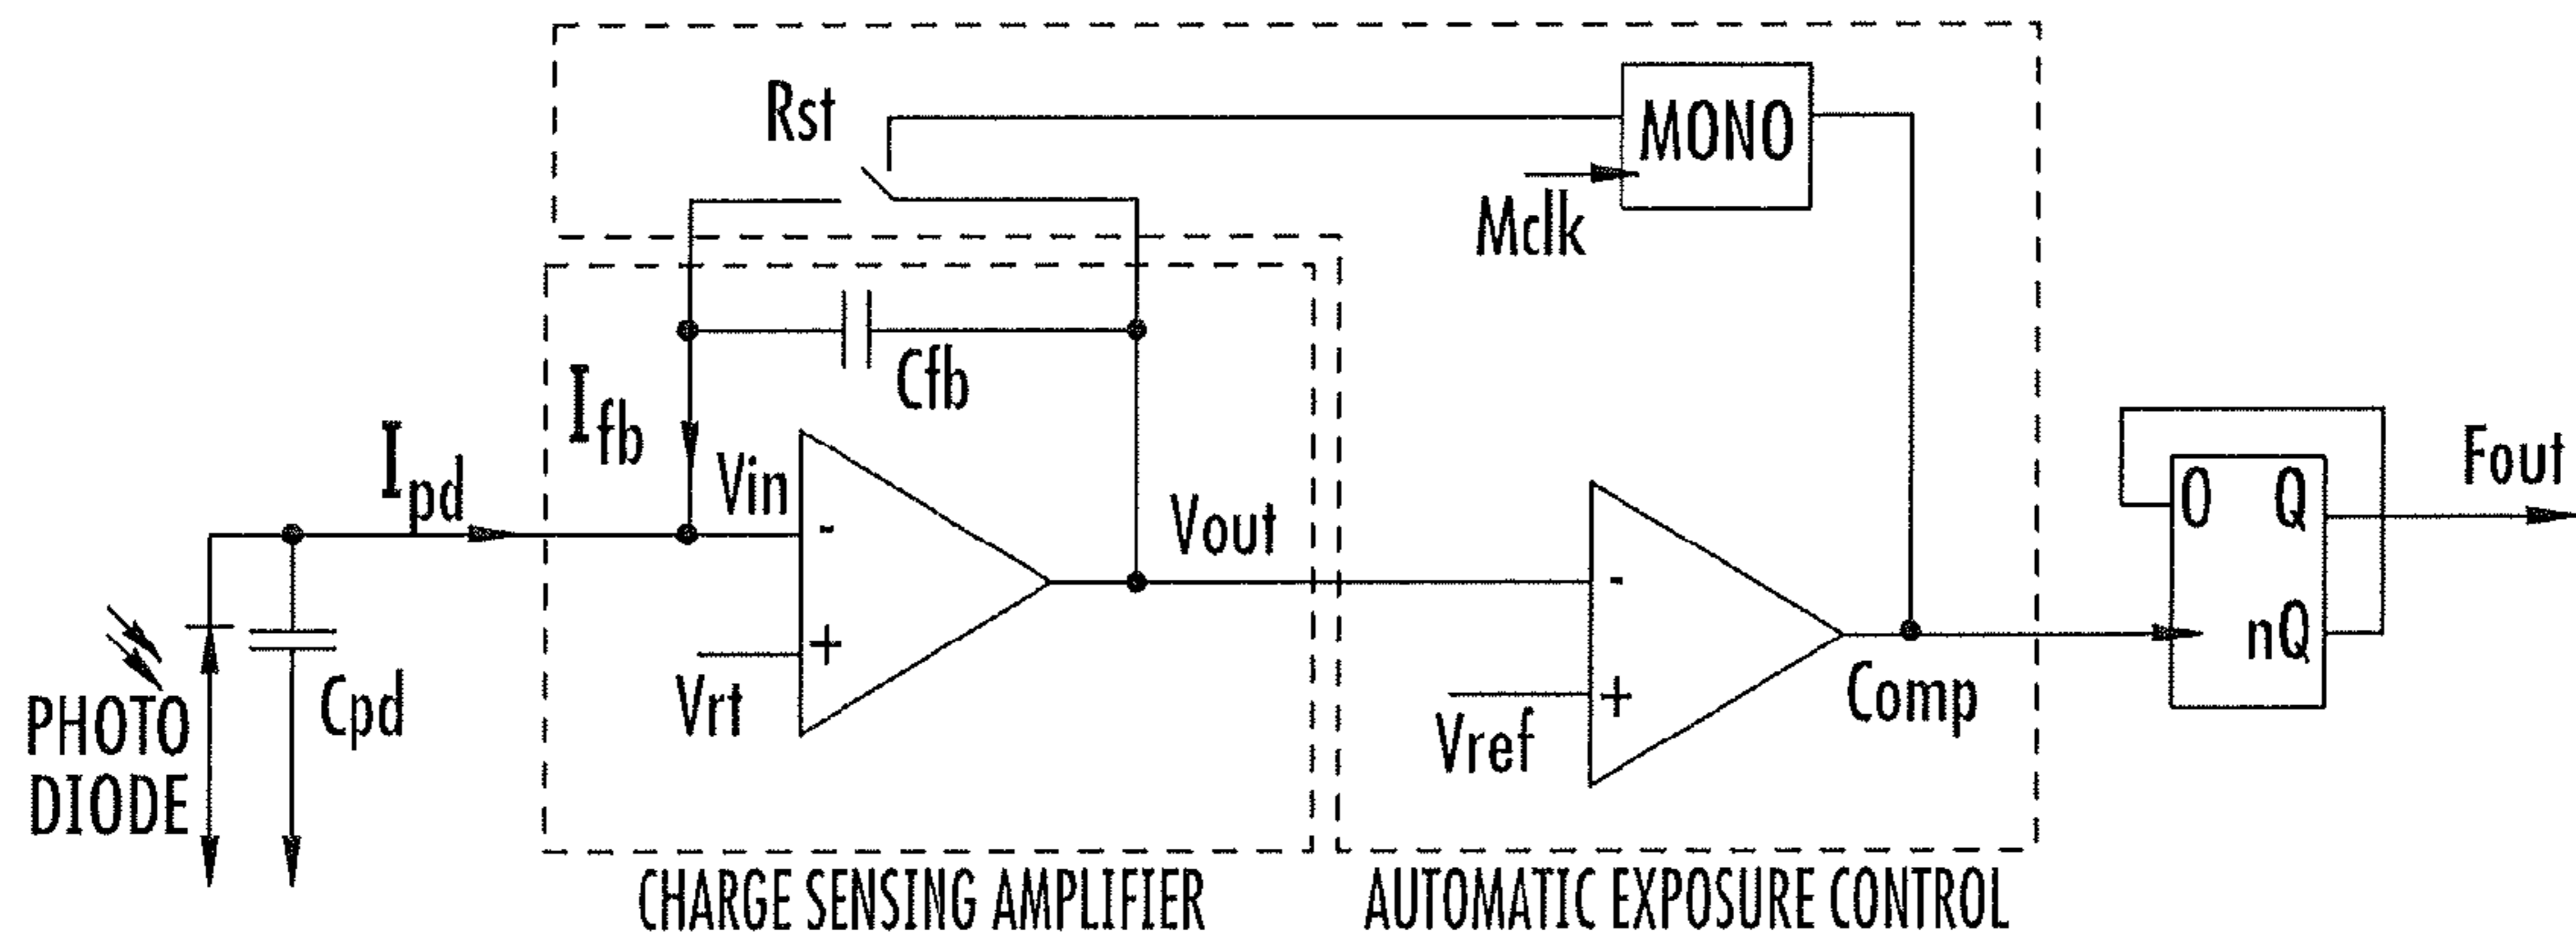 Rst
MONO
Mclk
Cfb
Ifb
Ipd
Vin
-
+
Vrt
Vout
-
+
Vref
Comp
O Q
nQ
Fout
Cpd
PHOTO
DIODE
CHARGE SENSING AMPLIFIER
AUTOMATIC EXPOSURE CONTROL